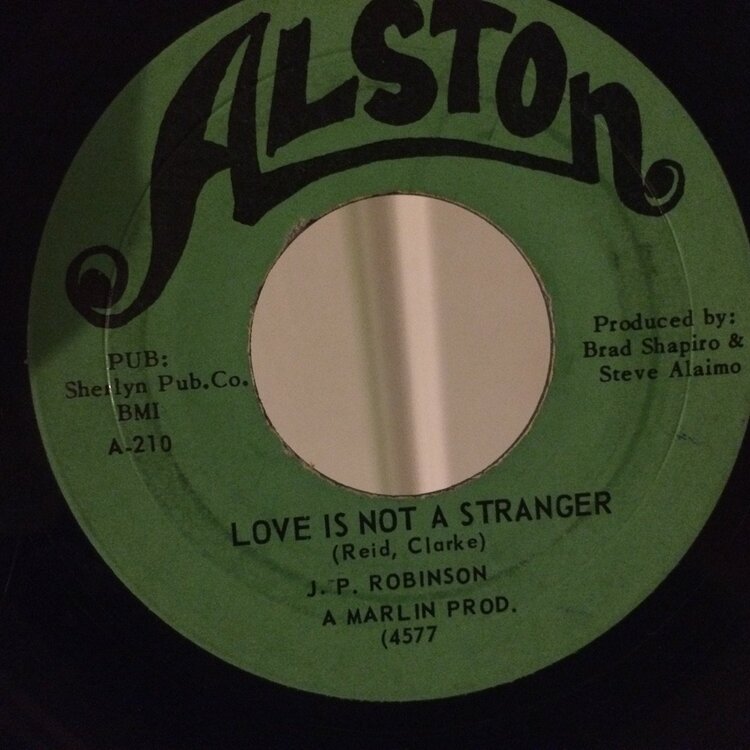 ALSTON
Produced by:
Brad Shapiro &
Steve Alaimo
PUB:
Sherlyn Pub.Co.
BMI
A-210
LOVE IS NOT A STRANGER
(Reid, Clarke)
J. P. ROBINSON
A MARLIN PROD.
(4577